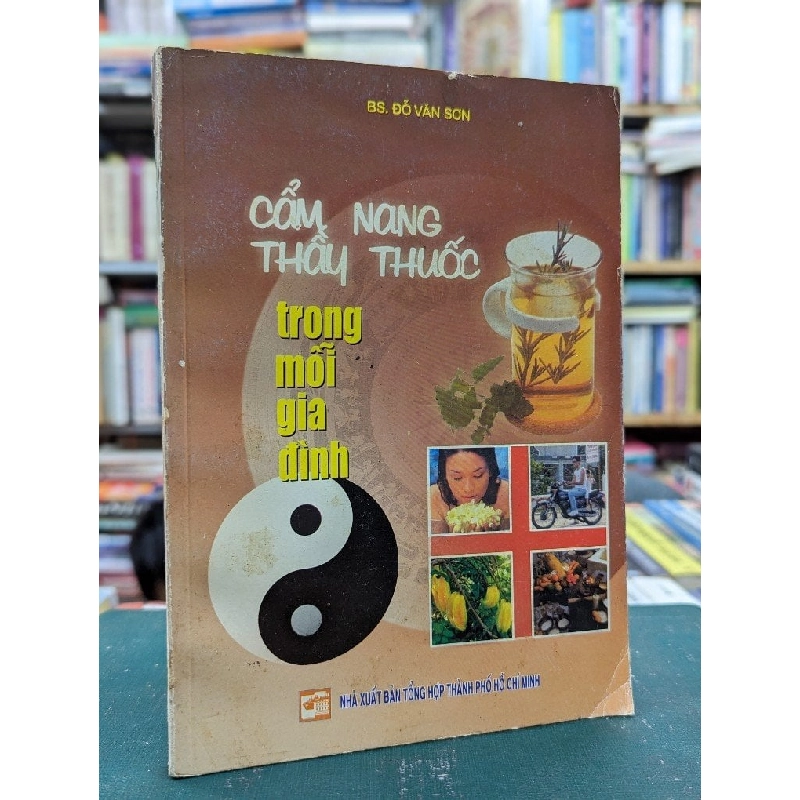 BS. ĐỖ VĂN SƠN
CẨM NANG
THẦY THUỐC
trong
mỗi
gia
đình
NHÀ XUẤT BẢN TỔNG HỢP THÀNH PHỐ HỒ CHÍ MINH